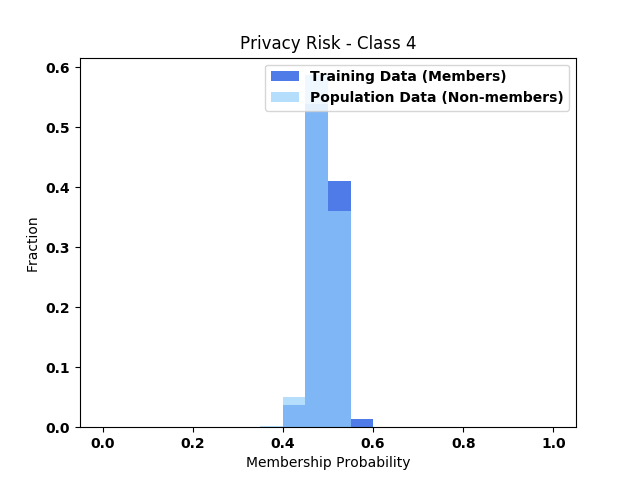 Privacy Risk - Class 4
Training Data (Members)
Population Data (Non-members)
0.6
0.5
0.4
0.3
0.2
0.1
0.0
Fraction
0.0 0.2 0.4 0.6 0.8 1.0
Membership Probability